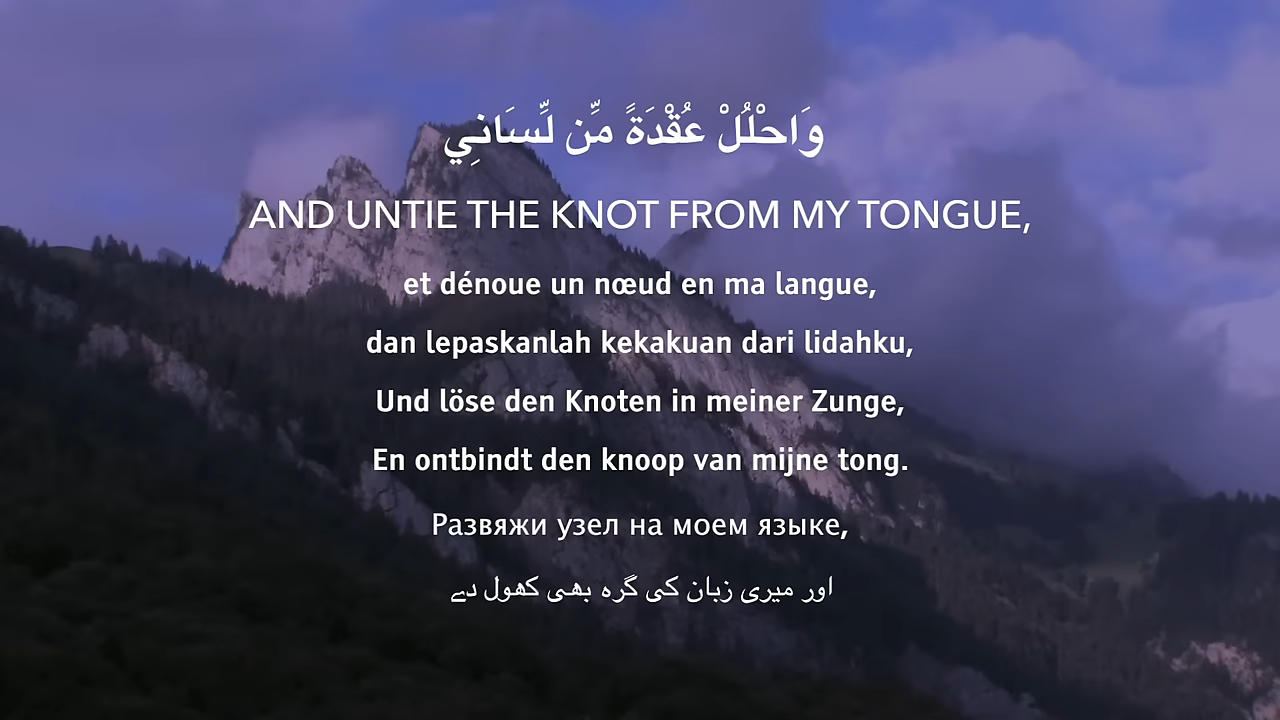 وَاحْلُلْ عُقْدَةً مِّن لِّسَانِي
AND UNTIE THE KNOT FROM MY TONGUE,
et dénoue un nœud en ma langue,
dan lepaskanlah kekakuan dari lidahku,
Und löse den Knoten in meiner Zunge,
En ontbindt den knoop van mijne tong.
Развяжи узел на моем языке,
اور میری زبان کی گرہ بھی کھول دے